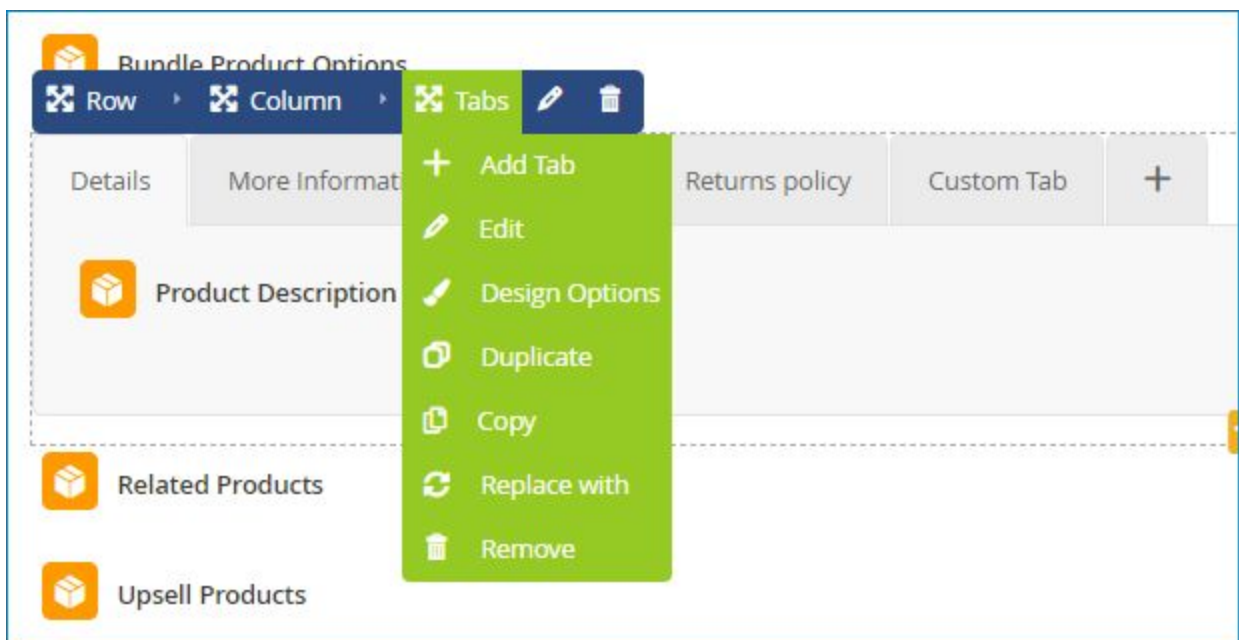 Bundle Product Options
Row Column Tabs
Details More Informati Returns policy Custom Tab
Add Tab
Edit
Product Description
Design Options
Duplicate
Copy
Related Products
Replace with
Remove
Upsell Products